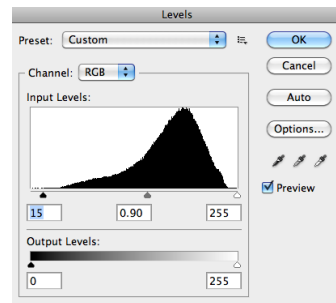 Levels
Preset: Custom
OK
Channel: RGB
Cancel
Input Levels:
Auto
Options...
Preview
15 0.90 255
Output Levels:
0 255